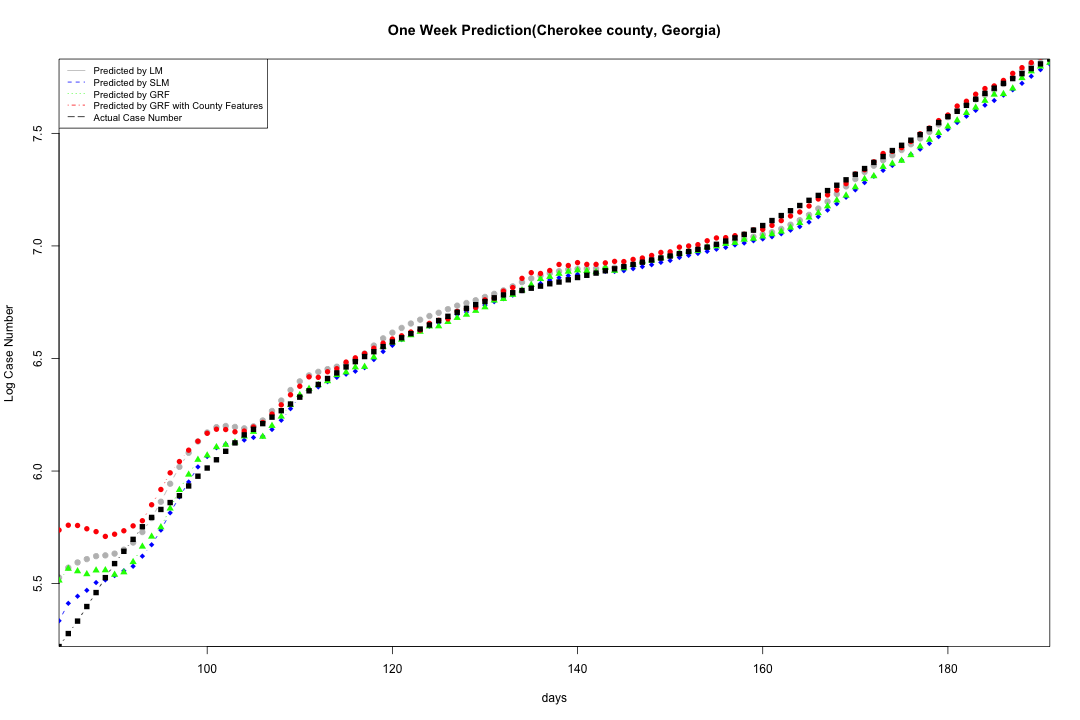 One Week Prediction(Cherokee county, Georgia)
Predicted by LM
Predicted by SLM
Predicted by GRF
Predicted by GRF with County Features
Actual Case Number
7.5
7.0
6.5
6.0
5.5
Log Case Number
100 120 140 160 180
days